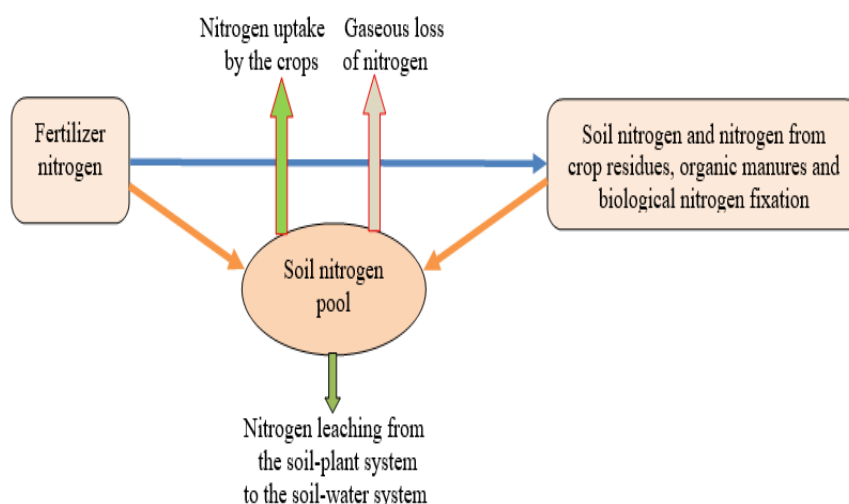 Nitrogen uptake
by the crops
Gaseous loss
of nitrogen
Fertilizer
nitrogen
Soil nitrogen and nitrogen from
crop residues, organic manures and
biological nitrogen fixation
Soil nitrogen
pool
Nitrogen leaching from
the soil-plant system
to the soil-water system